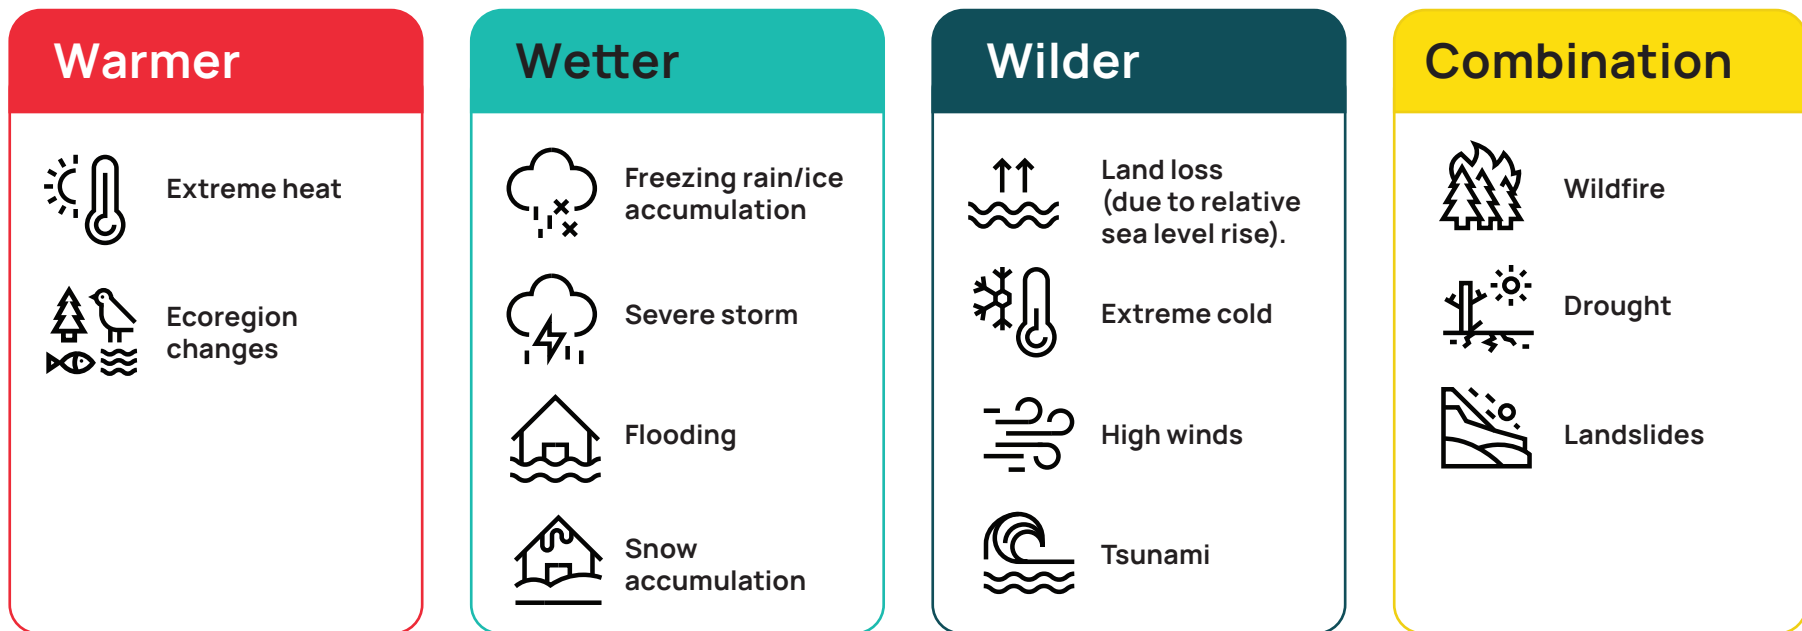 Warmer
Extreme heat
Ecoregion
changes
Wetter
Freezing rain/ice
accumulation
Severe storm
Flooding
Snow
accumulation
Wilder
Land loss
(due to relative
sea level rise).
Extreme cold
High winds
Tsunami
Combination
Wildfire
Drought
Landslides